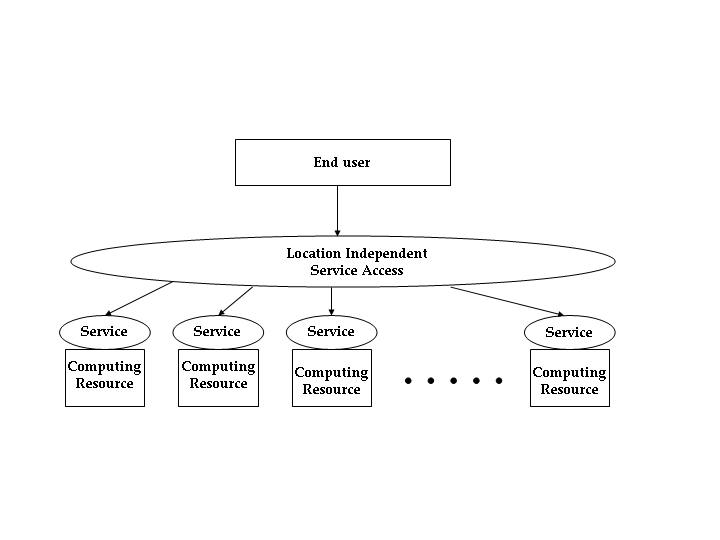 End user
Location Independent
Service Access
Service
Service
Service
Service
Computing
Resource
Computing
Resource
Computing
Resource
Computing
Resource